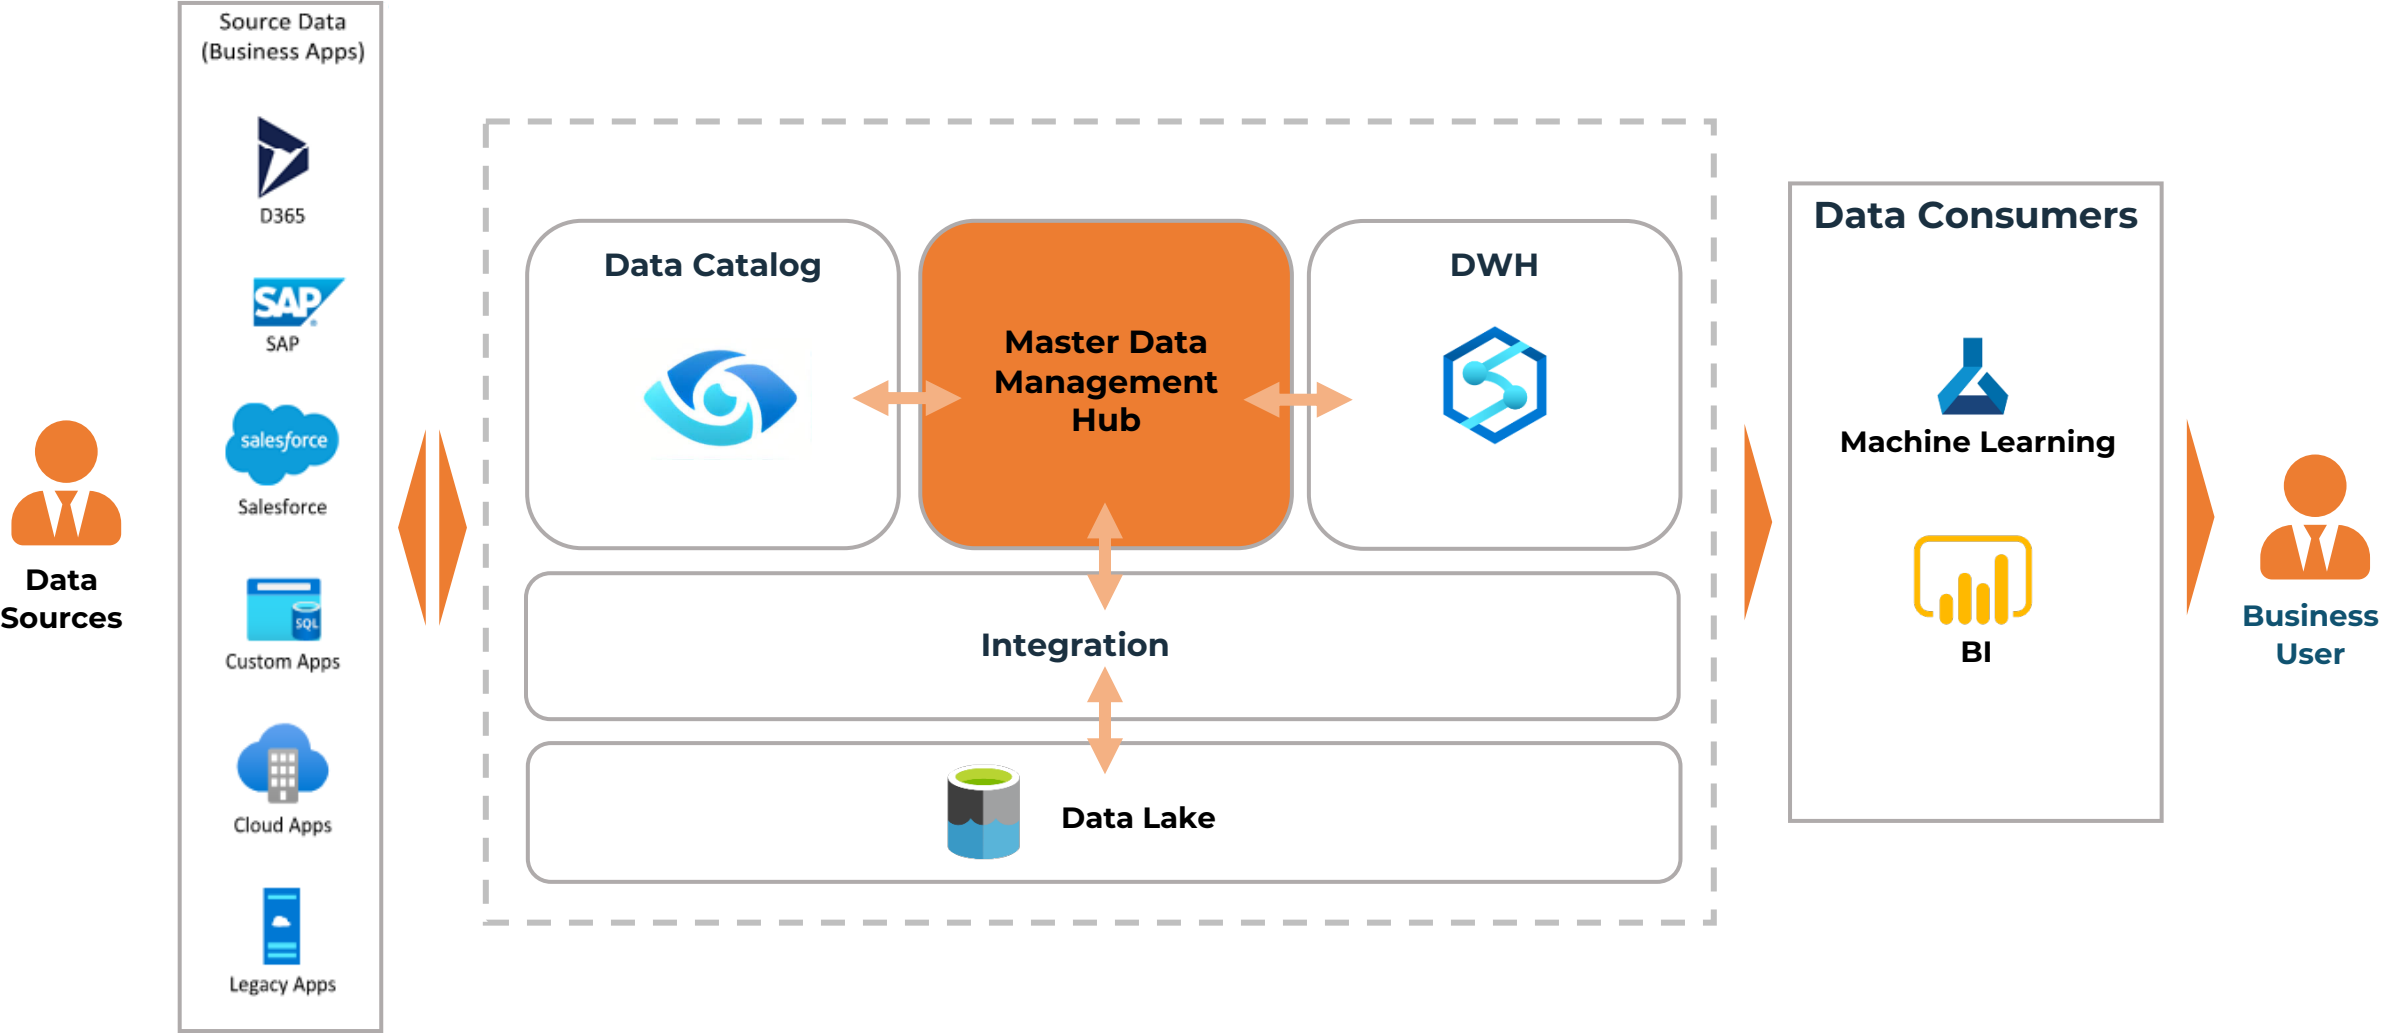 Data
Sources
Source Data
(Business Apps)
D365
SAP
SAP
salesforce
Salesforce
SQL
Custom Apps
Cloud Apps
Legacy Apps
Data Catalog
Master Data
Management
Hub
DWH
Integration
Data Lake
Data Consumers
Machine Learning
BI
Business
User